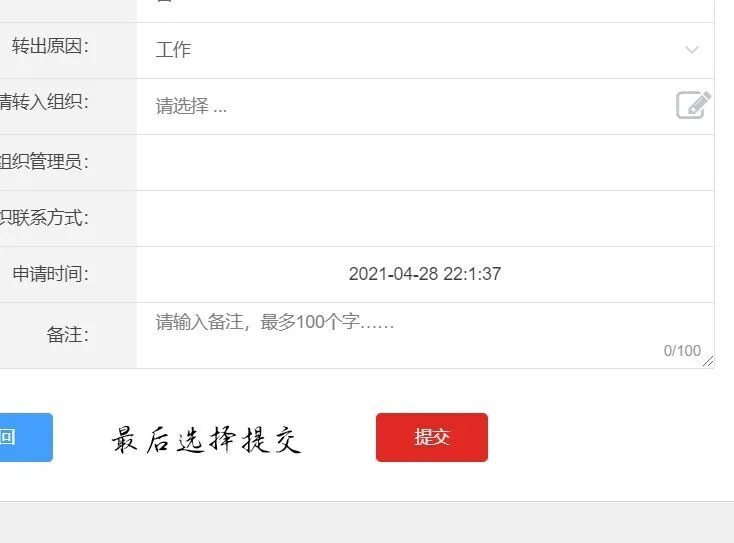 转出原因： 工作
请转入组织： 请选择 ...
组织管理员：
织联系方式：
申请时间： 2021-04-28 22:1:37
备注： 请输入备注，最多100个字……
0/100
回 最后选择提交 提交